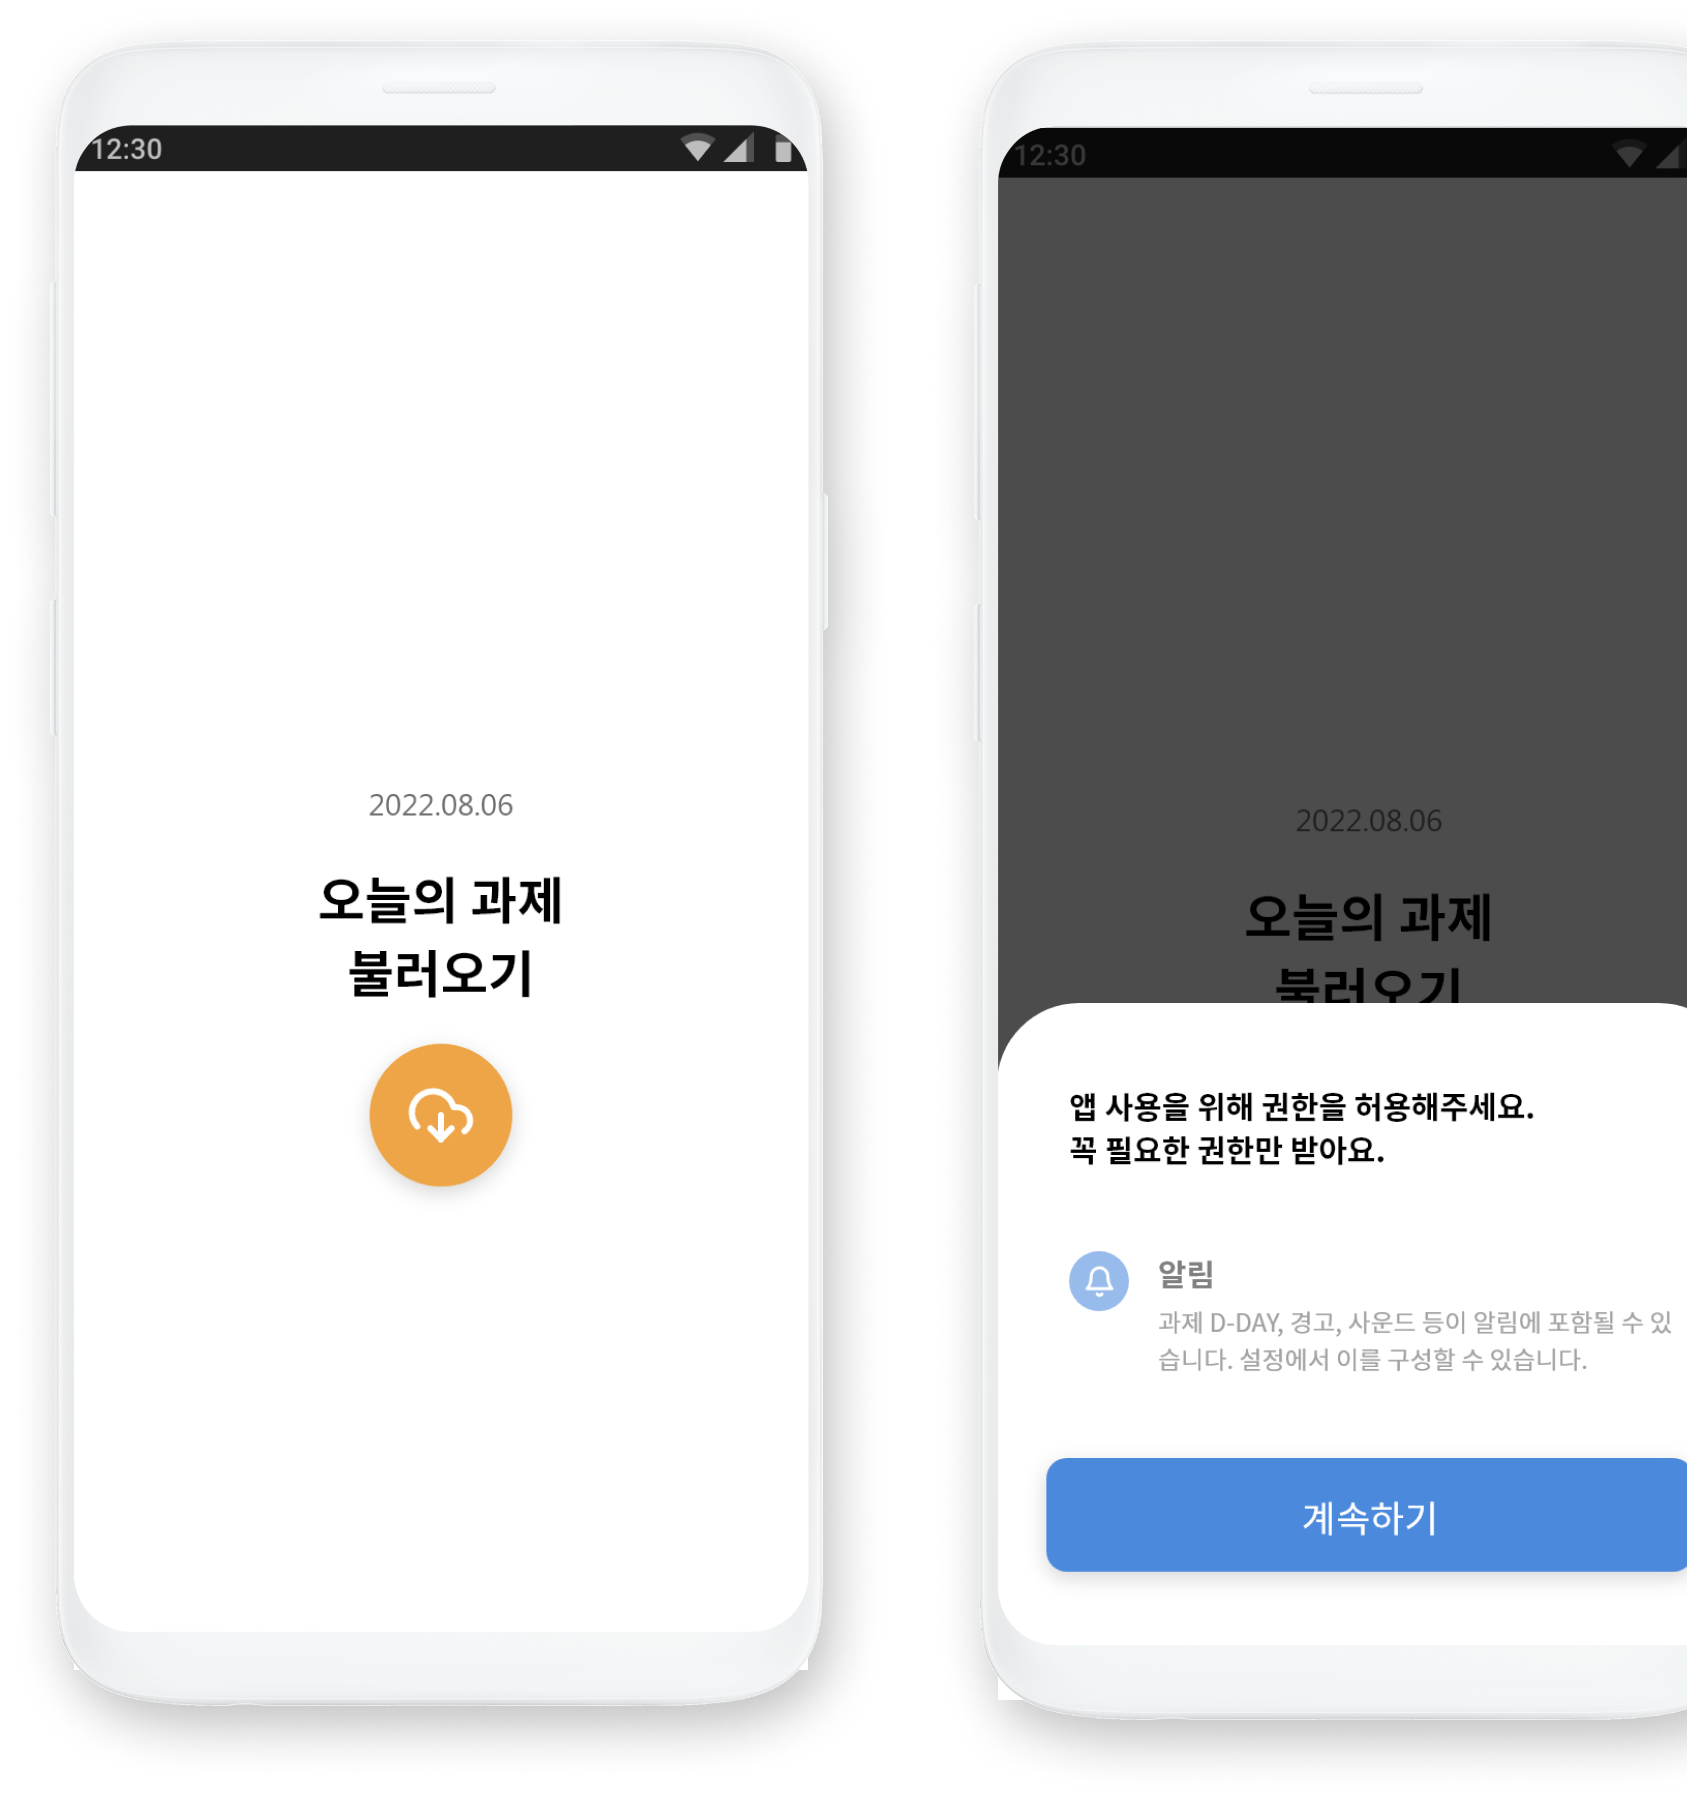 12:30
2022.08.06
오늘의 과제
불러오기
12:30
2022.08.06
오늘의 과제
불러오기
앱 사용을 위해 권한을 허용해주세요.
꼭 필요한 권한만 받아요.
알림
과제 D-DAY, 경고, 사운드 등이 알림에 포함될 수 있
습니다. 설정에서 이를 구성할 수 있습니다.
계속하기